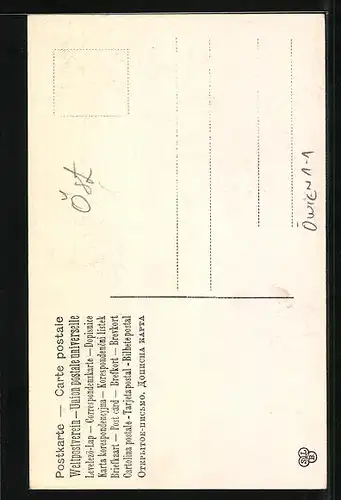 Postkarte — Carte postale
Weltpostverein — Union postale universelle
Levelező-Lap — Correspondenzkarte — Dopisnice
Karta korespondencyjna — Korespondenční lístek
Briefkaart — Post card — Brefkort — Brevkort
Cartolina postale — Tarjeta postal — Bilhete postal
Открытое письмо. Дописна карта
Öst
ÖWIEN 1-1